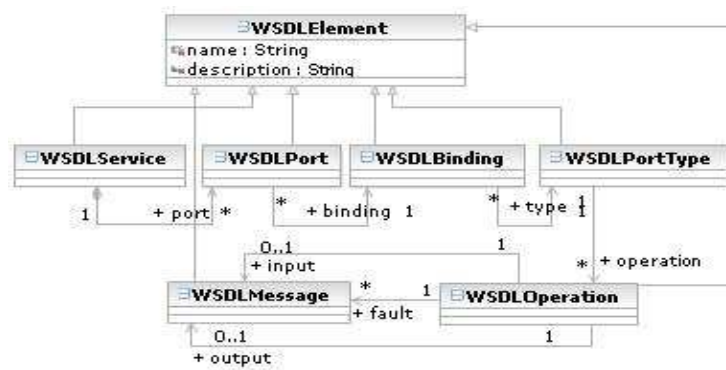 WSDLElement
name : String
description : String
WSDLService
WSDLPort
WSDLBinding
WSDLPortType
1
+ port *
*
+ binding 1
*
+ type 1
1
0..1
1
+ input
*
+ operation
WSDLMessage
*
1
+ fault
WSDLOperation
0..1
1
+ output